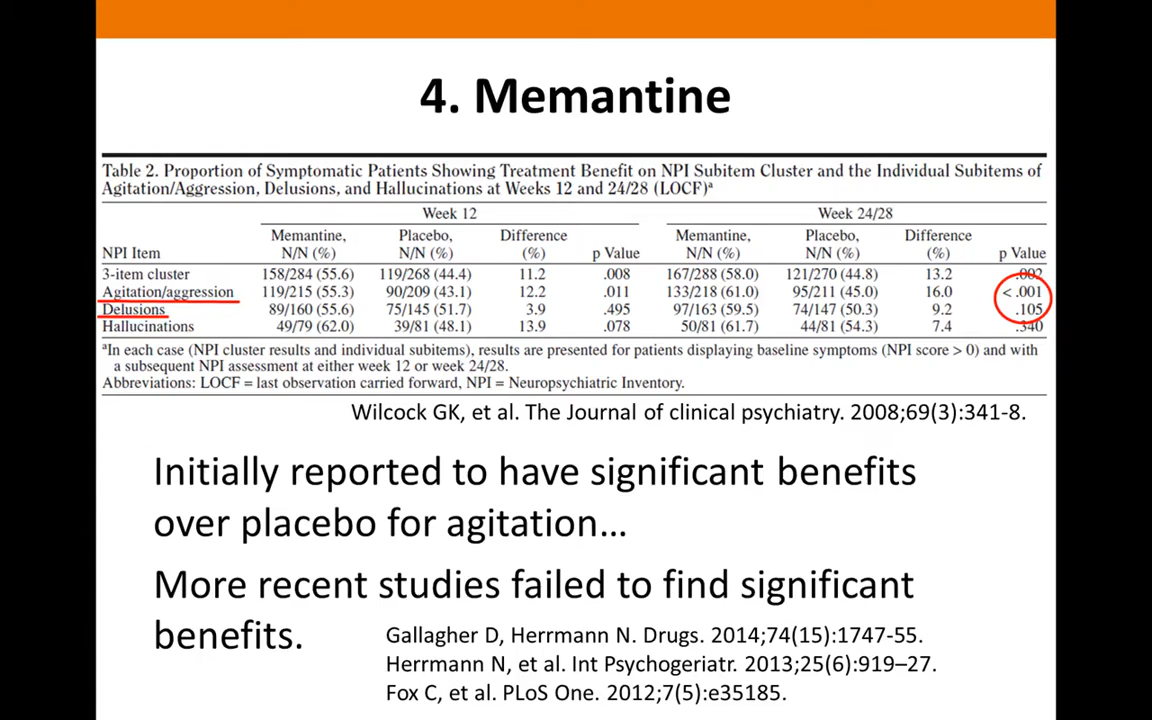 4. Memantine
Table 2. Proportion of Symptomatic Patients Showing Treatment Benefit on NPI Subitem Cluster and the Individual Subitems of
Agitation/Aggression, Delusions, and Hallucinations at Weeks 12 and 24/28 (LOCF)ᵃ
Week 12 Week 24/28
Memantine, Placebo, Difference Memantine, Placebo, Difference
NPI Item N/N (%) N/N (%) (%) p Value N/N (%) N/N (%) (%) p Value
3-item cluster 158/284 (55.6) 119/268 (44.4) 11.2 .008 167/288 (58.0) 121/270 (44.8) 13.2 .002
Agitation/aggression 119/215 (55.3) 90/209 (43.1) 12.2 .011 133/218 (61.0) 95/211 (45.0) 16.0 < .001
Delusions 89/160 (55.6) 75/145 (51.7) 3.9 .495 97/163 (59.5) 74/147 (50.3) 9.2 .105
Hallucinations 49/79 (62.0) 39/81 (48.1) 13.9 .078 50/81 (61.7) 44/81 (54.3) 7.4 .340
ᵃIn each case (NPI cluster results and individual subitems), results are presented for patients displaying baseline symptoms (NPI score > 0) and with
a subsequent NPI assessment at either week 12 or week 24/28.
Abbreviations: LOCF = last observation carried forward, NPI = Neuropsychiatric Inventory.
Wilcock GK, et al. The Journal of clinical psychiatry. 2008;69(3):341-8.
Initially reported to have significant benefits
over placebo for agitation…
More recent studies failed to find significant
benefits.
Gallagher D, Herrmann N. Drugs. 2014;74(15):1747-55.
Herrmann N, et al. Int Psychogeriatr. 2013;25(6):919–27.
Fox C, et al. PLoS One. 2012;7(5):e35185.